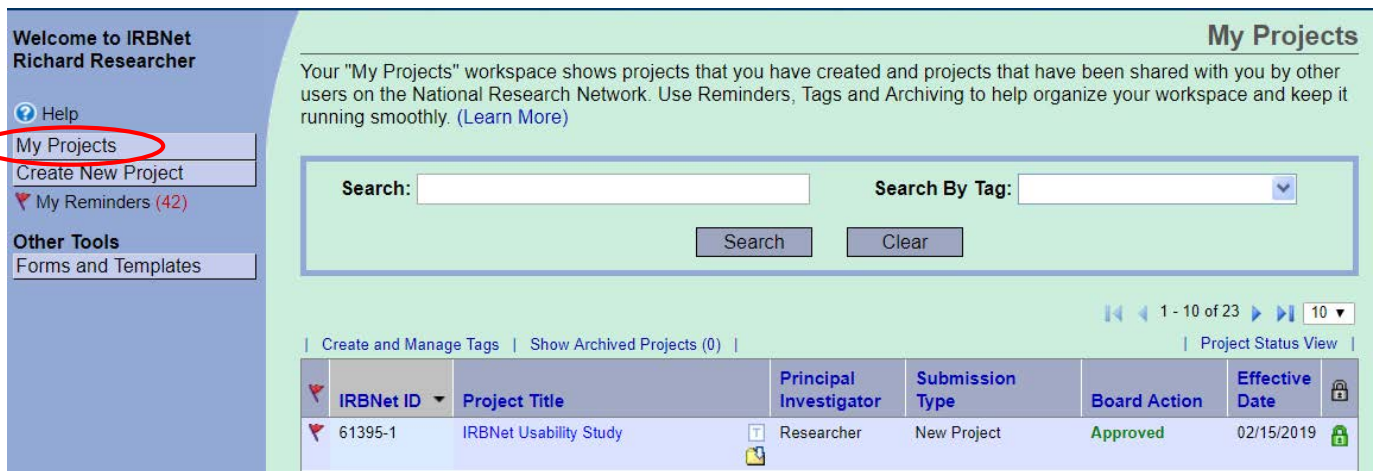 Welcome to IRBNet
Richard Researcher
Help
My Projects
Create New Project
My Reminders (42)
Other Tools
Forms and Templates
My Projects
Your "My Projects" workspace shows projects that you have created and projects that have been shared with you by other
users on the National Research Network. Use Reminders, Tags and Archiving to help organize your workspace and keep it
running smoothly. (Learn More)
Search: Search By Tag:
Search Clear
1 - 10 of 23 10
| Create and Manage Tags | Show Archived Projects (0) | | Project Status View |
IRBNet ID Project Title Principal Investigator Submission Type Board Action Effective Date
61395-1 IRBNet Usability Study T Researcher New Project Approved 02/15/2019